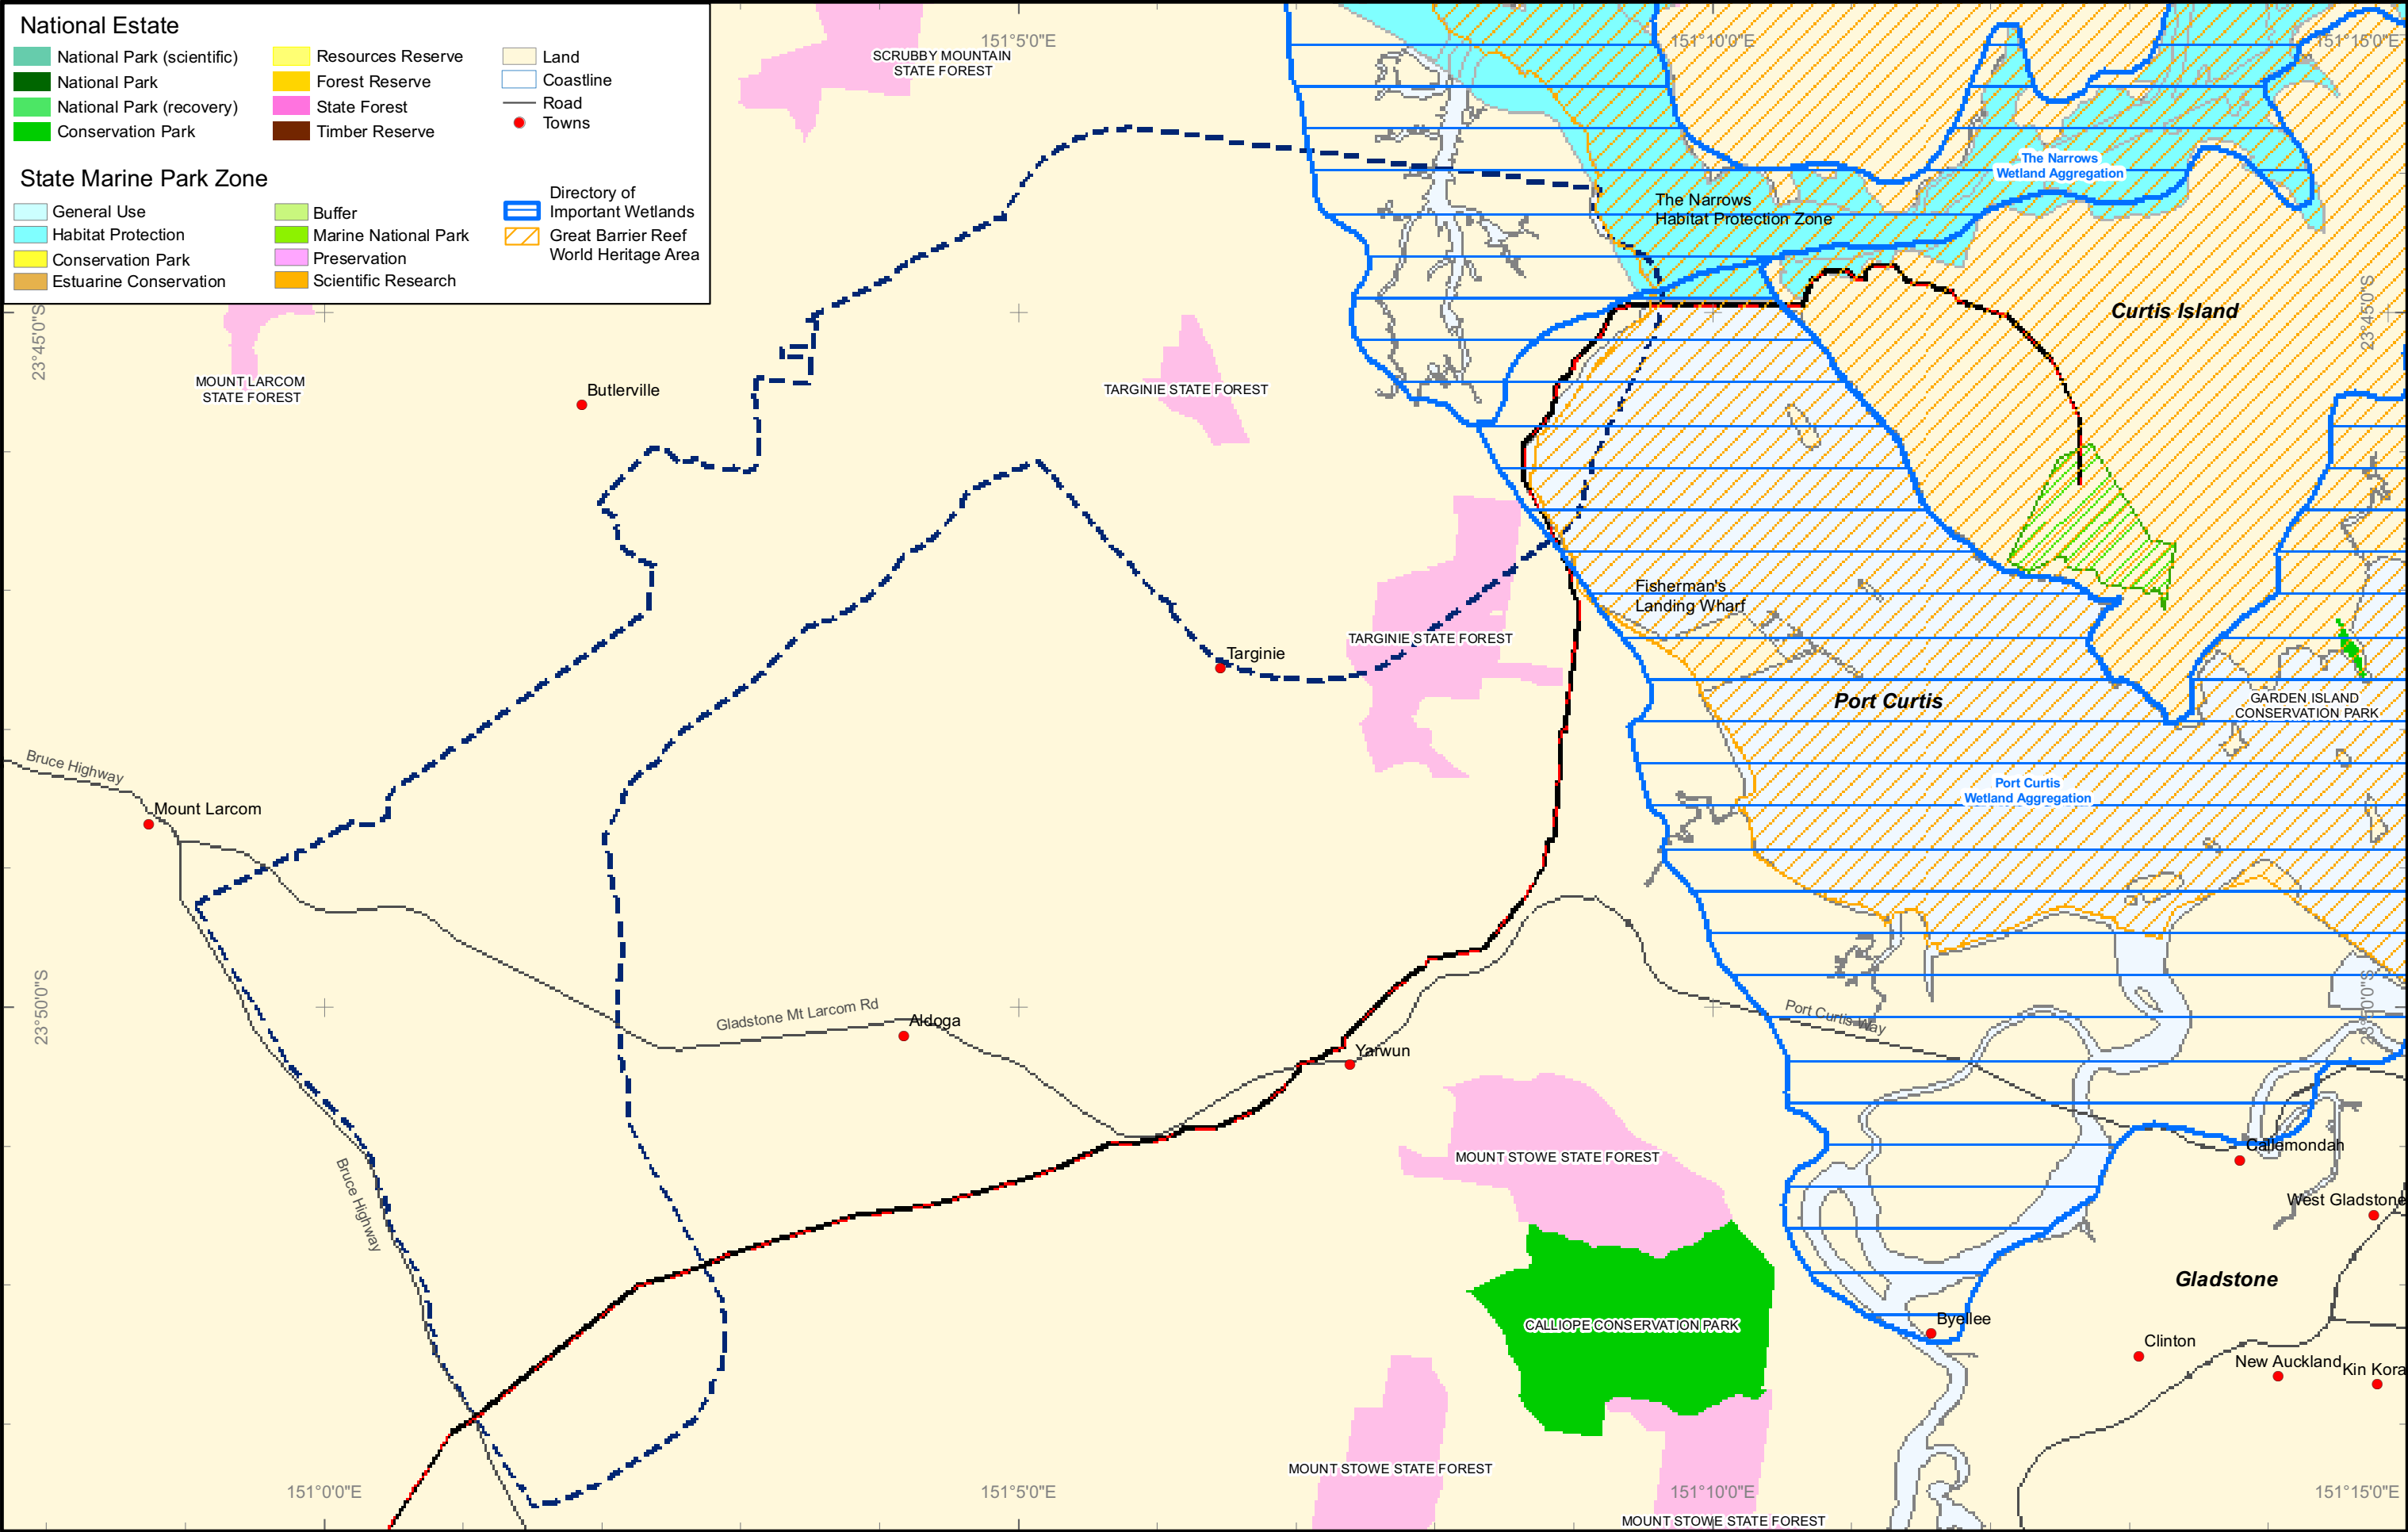 National Estate
National Park (scientific)
National Park
National Park (recovery)
Conservation Park
Resources Reserve
Forest Reserve
State Forest
Timber Reserve
Land
Coastline
Road
Towns
State Marine Park Zone
General Use
Habitat Protection
Conservation Park
Estuarine Conservation
Buffer
Marine National Park
Preservation
Scientific Research
Directory of
Important Wetlands
Great Barrier Reef
World Heritage Area
151°5'0"E
151°10'0"E
151°15'0"E
SCRUBBY MOUNTAIN
STATE FOREST
The Narrows
Wetland Aggregation
The Narrows
Habitat Protection Zone
Curtis Island
23°45'0"S
23°45'0"S
MOUNT LARCOM
STATE FOREST
Butlerville
TARGINIE STATE FOREST
Fisherman's
Landing Wharf
TARGINIE STATE FOREST
Targinie
Port Curtis
GARDEN ISLAND
CONSERVATION PARK
Bruce Highway
Mount Larcom
Port Curtis
Wetland Aggregation
23°50'0"S
23°50'0"S
Gladstone Mt Larcom Rd
Aldoga
Port Curtis Way
Yarwun
Callemondah
MOUNT STOWE STATE FOREST
Bruce Highway
West Gladstone
Gladstone
CALLIOPE CONSERVATION PARK
Byellee
Clinton
New Auckland
Kin Kora
MOUNT STOWE STATE FOREST
151°0'0"E
151°5'0"E
151°10'0"E
151°15'0"E
MOUNT STOWE STATE FOREST